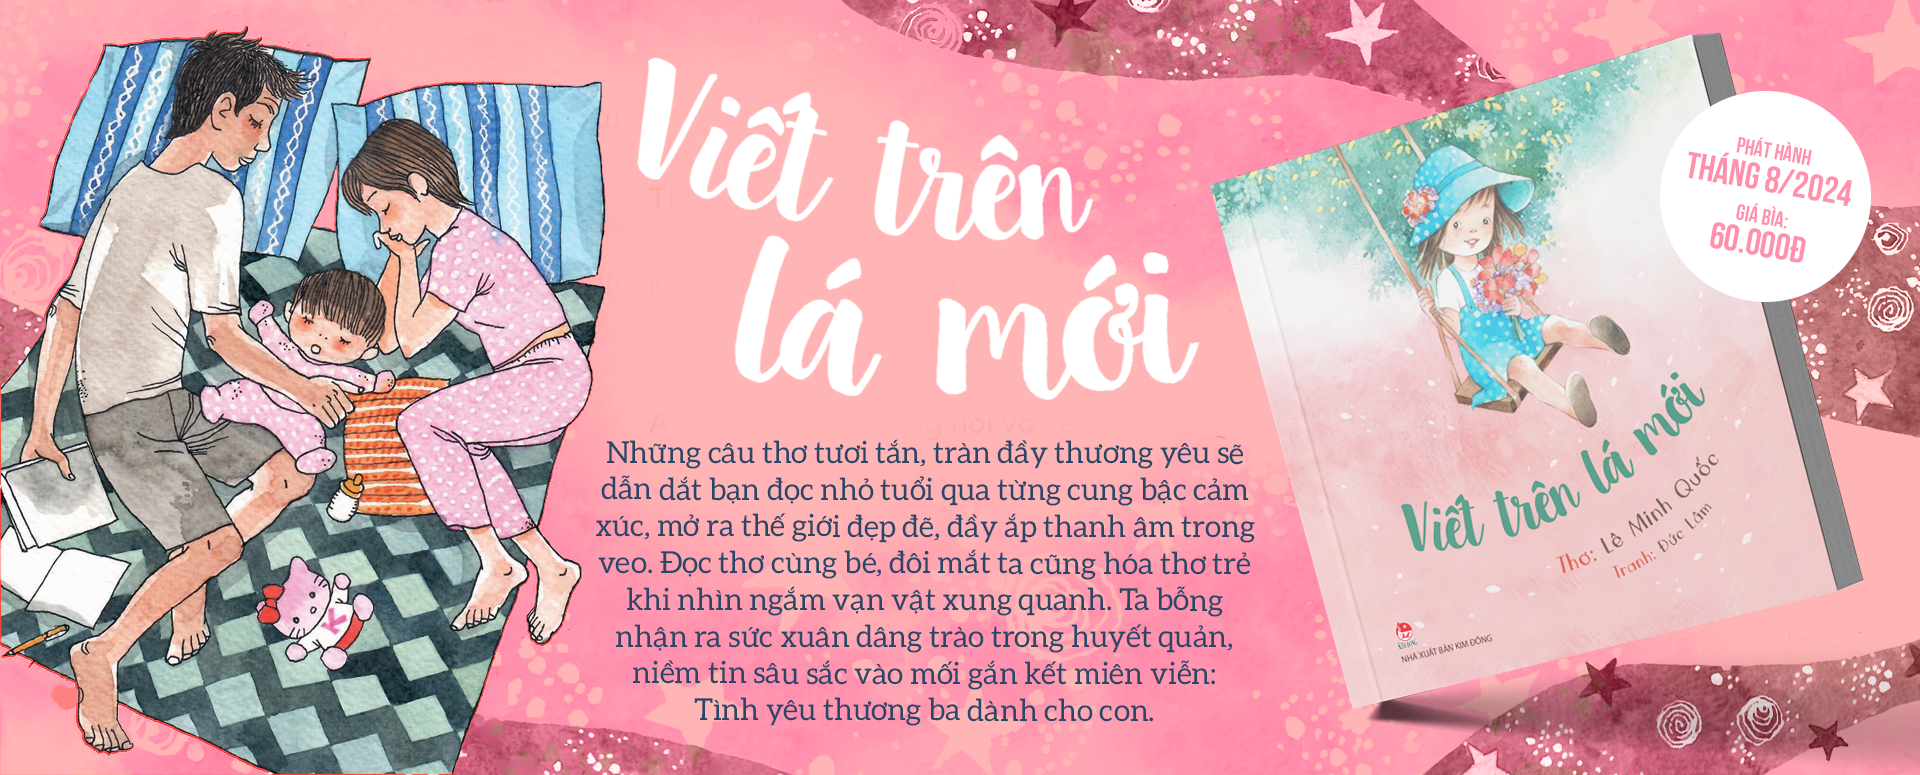 Viết trên
lá mới
Những câu thơ tươi tắn, tràn đầy thương yêu sẽ
dẫn dắt bạn đọc nhỏ tuổi qua từng cung bậc cảm
xúc, mở ra thế giới đẹp đẽ, đầy ắp thanh âm trong
veo. Đọc thơ cùng bé, đôi mắt ta cũng hóa thơ trẻ
khi nhìn ngắm vạn vật xung quanh. Ta bỗng
nhận ra sức xuân dâng trào trong huyết quản,
niềm tin sâu sắc vào mối gắn kết miên viễn:
Tình yêu thương ba dành cho con.
PHÁT HÀNH
THÁNG 8/2024
GIÁ BÌA:
60.000Đ
Viết trên lá mới
Thơ: Lê Minh Quốc
Tranh: Đức Lâm
NHÀ XUẤT BẢN KIM ĐỒNG
K